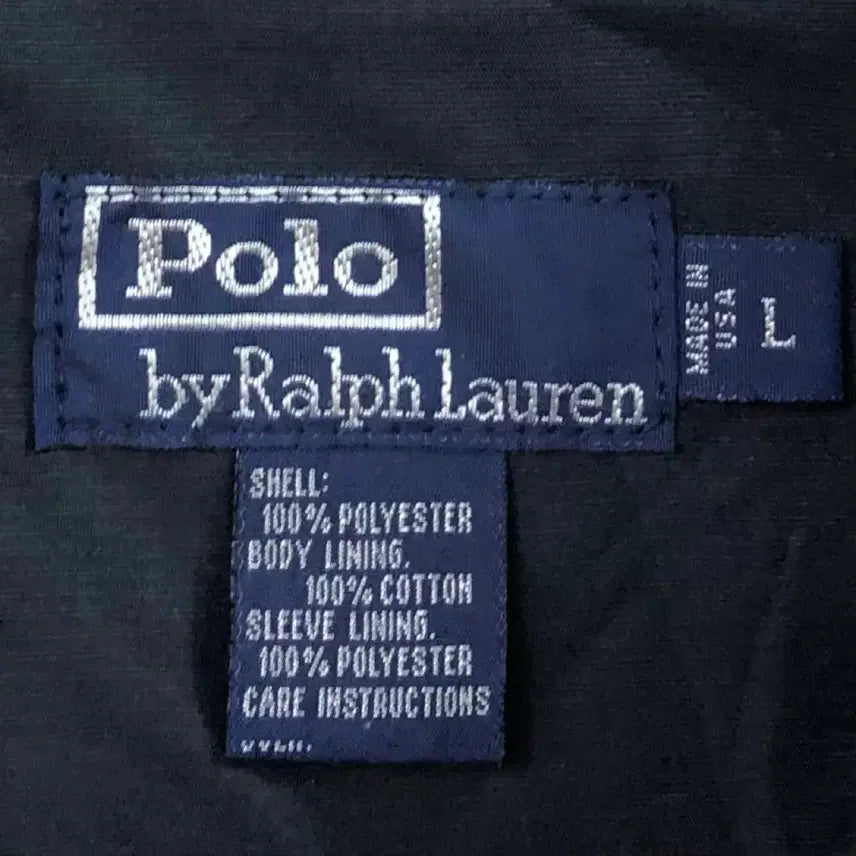 Polo
by Ralph Lauren
MADE IN
USA
L
SHELL:
100% POLYESTER
BODY LINING.
100% COTTON
SLEEVE LINING.
100% POLYESTER
CARE INSTRUCTIONS